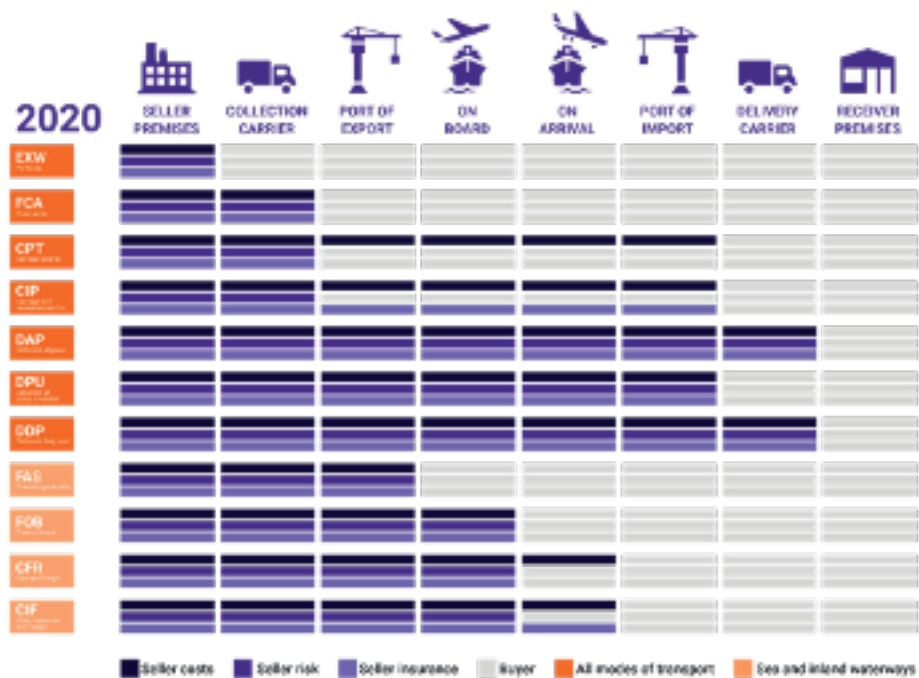 2020
SELLER
PREMISES
COLLECTION
CARRIER
PORT OF
EXPORT
ON
BOARD
ON
ARRIVAL
PORT OF
IMPORT
DELIVERY
CARRIER
RECEIVER
PREMISES
EXW
FCA
CPT
CIP
DAP
DPU
DDP
FAS
FOB
CFR
CIF
Seller costs
Seller risk
Seller insurance
Buyer
All modes of transport
Sea and inland waterways